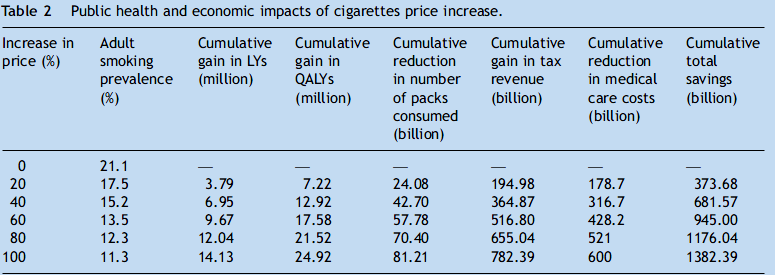 Table 2 Public health and economic impacts of cigarettes price increase.
Increase in Adult Cumulative Cumulative Cumulative Cumulative Cumulative Cumulative
price (%) smoking gain in LYs gain in reduction gain in tax reduction total
prevalence (million) QALYs in number revenue in medical savings
(%) (million) of packs (billion) care costs (billion)
consumed (billion)
(billion)
0 21.1 — — — — — —
20 17.5 3.79 7.22 24.08 194.98 178.7 373.68
40 15.2 6.95 12.92 42.70 364.87 316.7 681.57
60 13.5 9.67 17.58 57.78 516.80 428.2 945.00
80 12.3 12.04 21.52 70.40 655.04 521 1176.04
100 11.3 14.13 24.92 81.21 782.39 600 1382.39